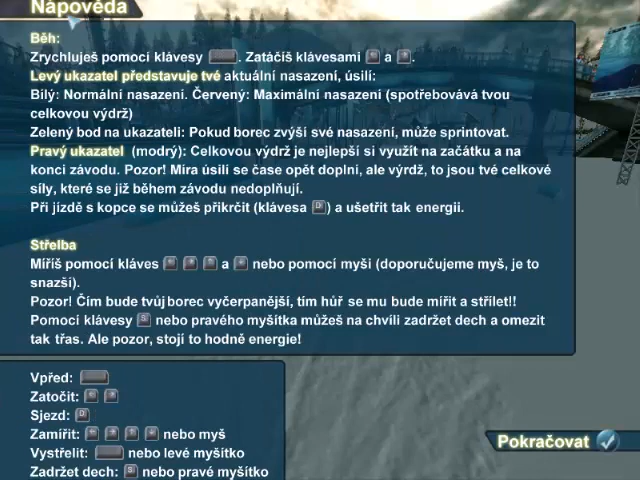 Nápověda
Běh:
Zrychluješ pomocí klávesy . Zatáčíš klávesami a .
Levý ukazatel představuje tvé aktuální nasazení, úsilí:
Bílý: Normální nasazení. Červený: Maximální nasazení (spotřebovává tvou
celkovou výdrž)
Zelený bod na ukazateli: Pokud borec zvýší své nasazení, může sprintovat.
Pravý ukazatel (modrý): Celkovou výdrž je nejlepší si využít na začátku a na
konci závodu. Pozor! Míra úsilí se čase opět doplní, ale výrdž, to jsou tvé celkové
síly, které se již během závodu nedoplňují.
Při jízdě s kopce se můžeš přikrčit (klávesa D) a ušetřit tak energii.
Střelba
Míříš pomocí kláves a nebo pomocí myši (doporučujeme myš, je to
snazší).
Pozor! Čím bude tvůj borec vyčerpanější, tím hůř se mu bude mířit a střílet!!
Pomocí klávesy S nebo pravého myšítka můžeš na chvíli zadržet dech a omezit
tak třas. Ale pozor, stojí to hodně energie!
Vpřed:
Zatočit:
Sjezd: D
Zamířit: nebo myš
Vystřelit: nebo levé myšítko
Zadržet dech: S nebo pravé myšítko
Pokračovat